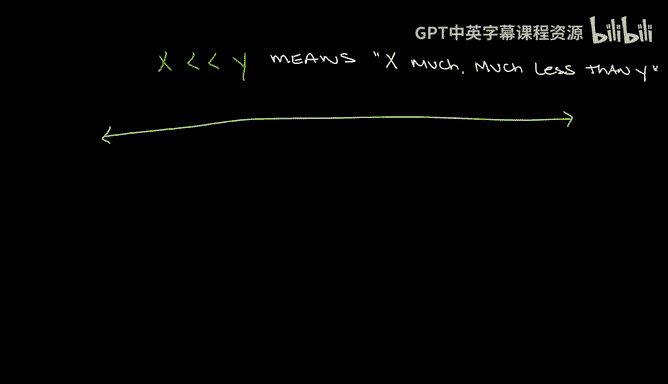 GPT中英字幕课程资源 bilibili
X << Y MEANS "X MUCH, MUCH LESS THAN Y"